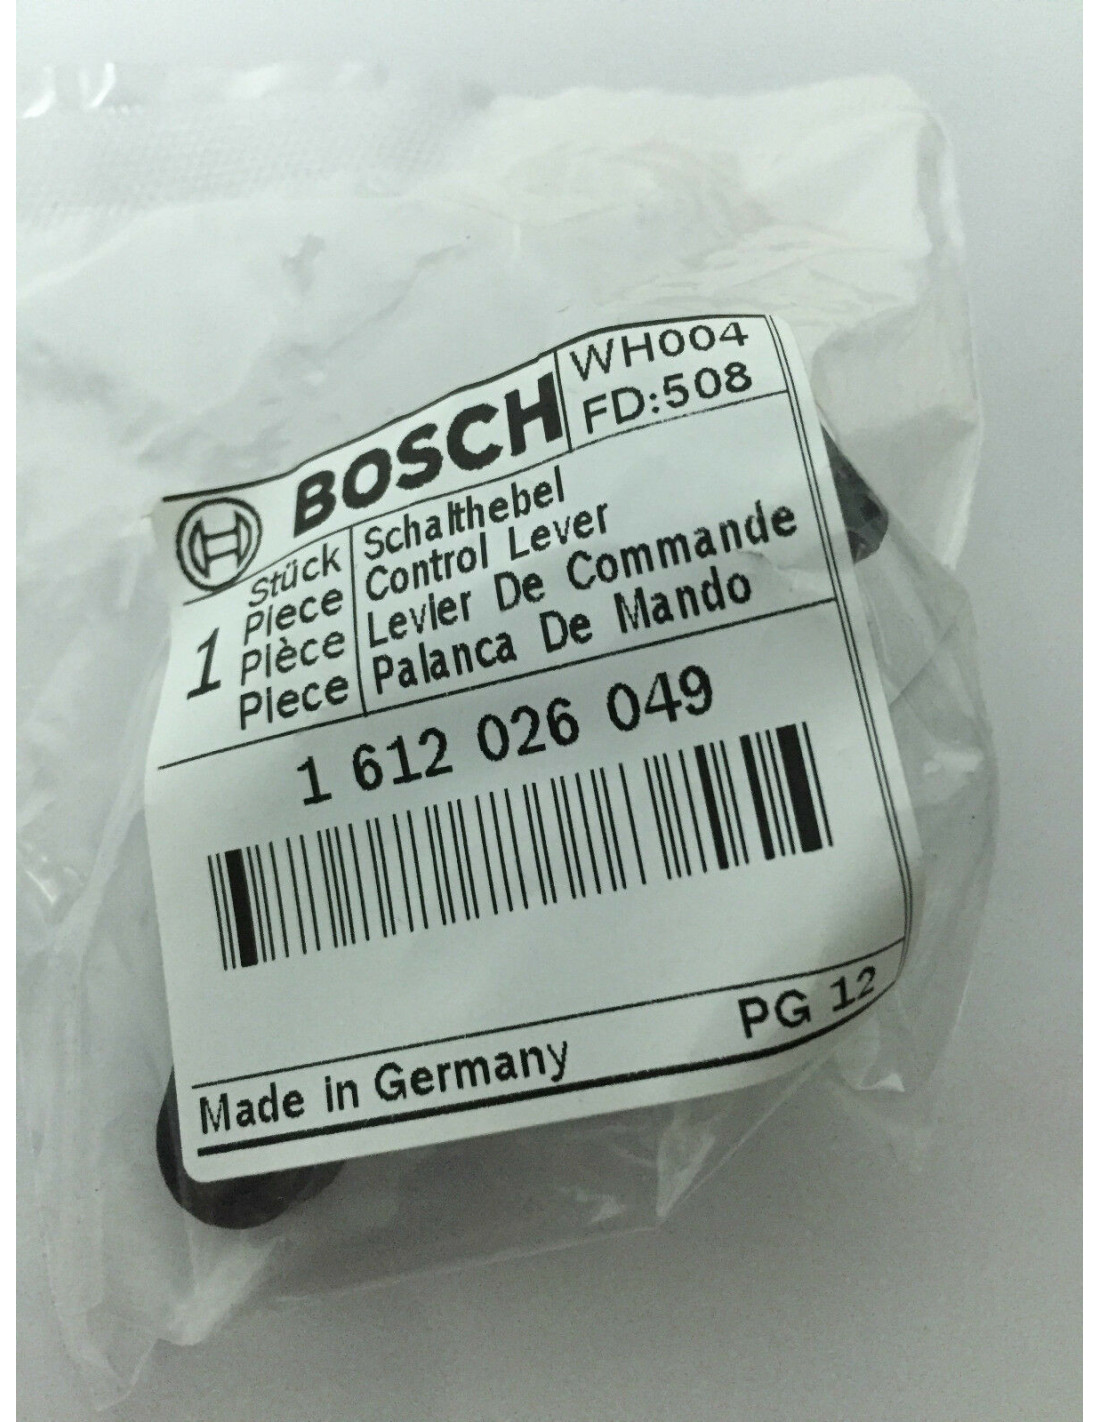 BOSCH
WH004
FD:508
1
Stück
Piece
Pièce
Piece
Schalthebel
Control Lever
Levier De Commande
Palanca De Mando
1 612 026 049
Made in Germany
PG 12